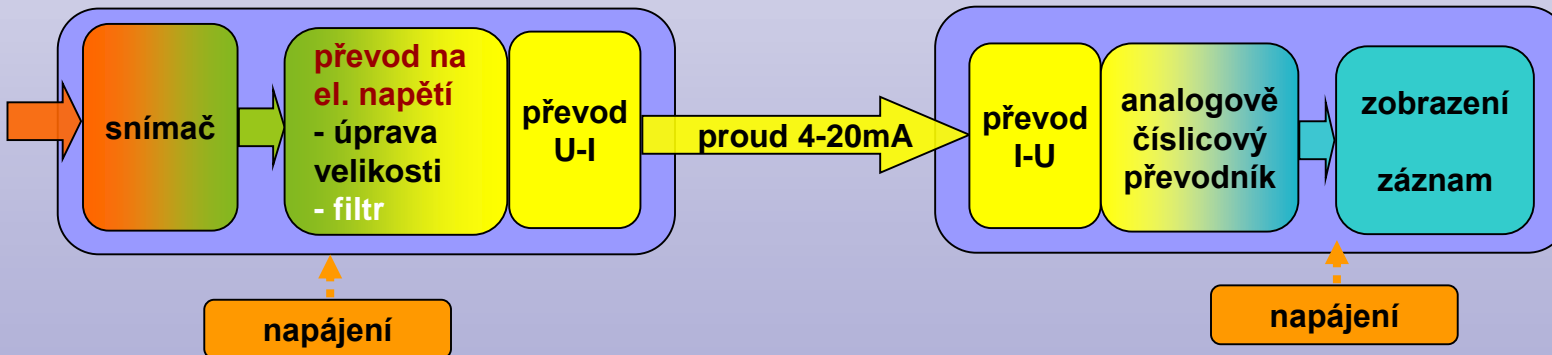 snímač
převod na
el. napětí
- úprava
velikosti
- filtr
převod
U-I
proud 4-20mA
převod
I-U
analogově
číslicový
převodník
zobrazení
záznam
napájení
napájení